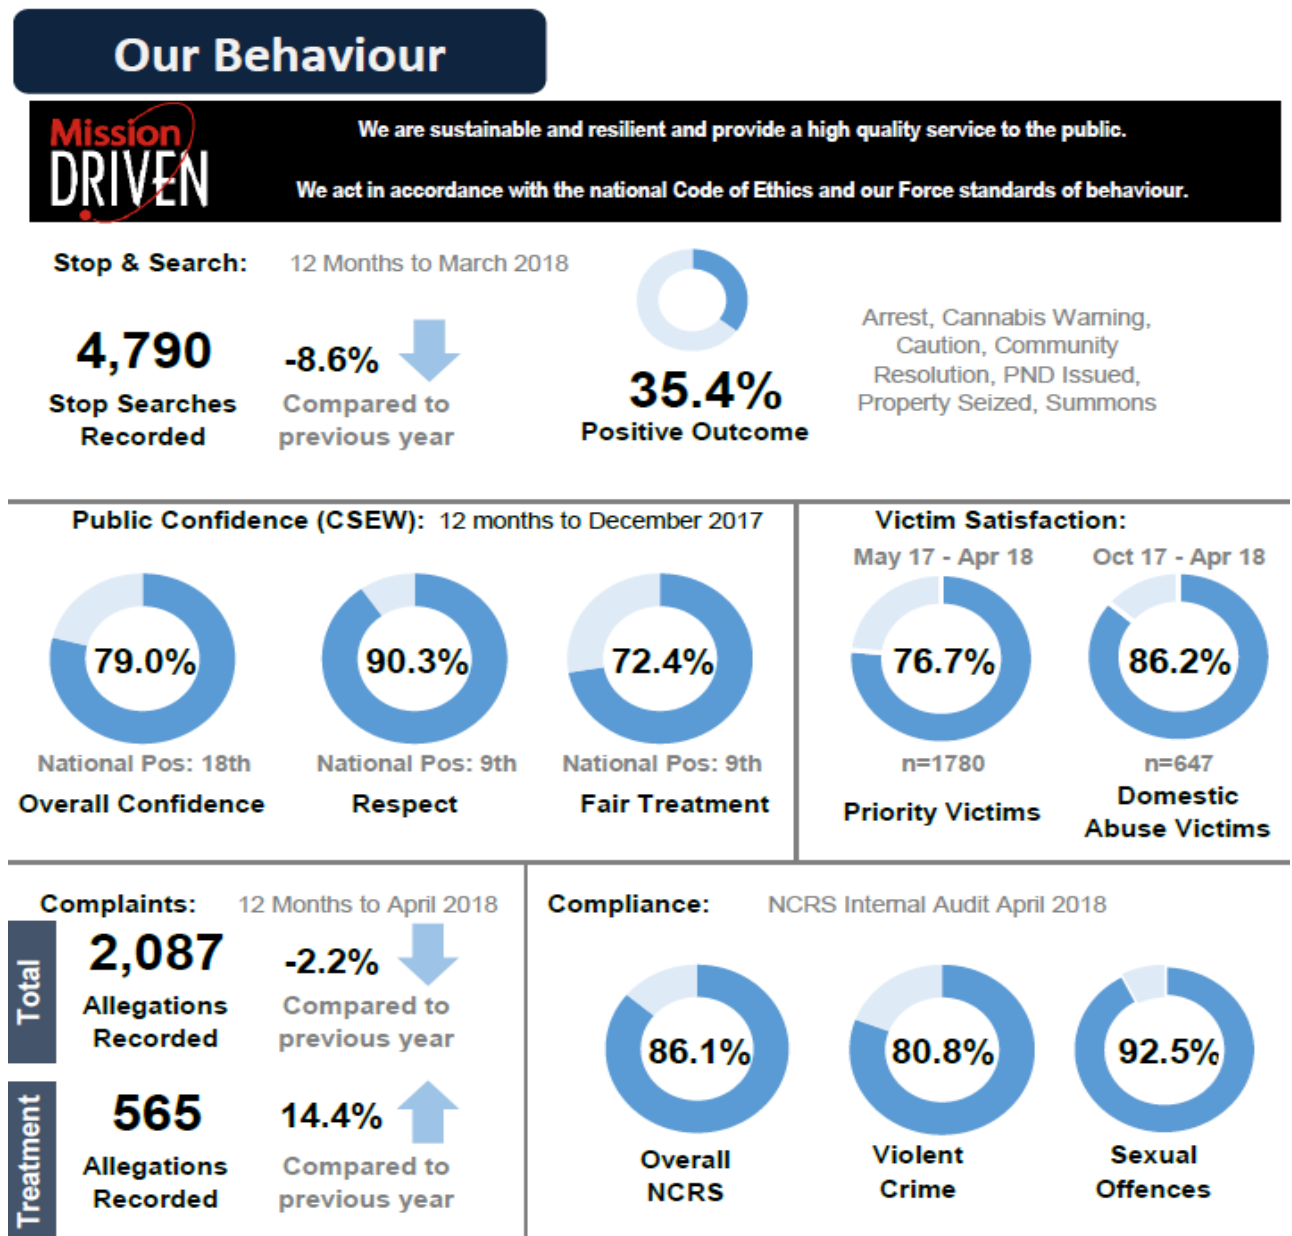 Our Behaviour
Mission
DRIVEN
We are sustainable and resilient and provide a high quality service to the public.
We act in accordance with the national Code of Ethics and our Force standards of behaviour.
Stop & Search:
12 Months to March 2018
4,790
Stop Searches
Recorded
-8.6%
Compared to
previous year
35.4%
Positive Outcome
Arrest, Cannabis Warning,
Caution, Community
Resolution, PND Issued,
Property Seized, Summons
Public Confidence (CSEW): 12 months to December 2017
79.0%
National Pos: 18th
Overall Confidence
90.3%
National Pos: 9th
Respect
72.4%
National Pos: 9th
Fair Treatment
Victim Satisfaction:
May 17 - Apr 18
76.7%
n=1780
Priority Victims
Oct 17 - Apr 18
86.2%
n=647
Domestic
Abuse Victims
Complaints:
12 Months to April 2018
Total
2,087
Allegations
Recorded
-2.2%
Compared to
previous year
Treatment
565
Allegations
Recorded
14.4%
Compared to
previous year
Compliance:
NCRS Internal Audit April 2018
86.1%
Overall
NCRS
80.8%
Violent
Crime
92.5%
Sexual
Offences